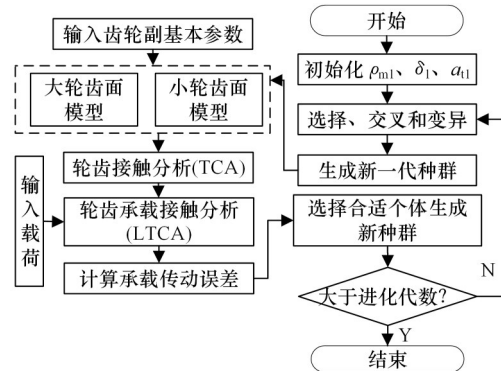 输入齿轮副基本参数
大轮齿面
模型
小轮齿面
模型
轮齿接触分析(TCA)
输入载荷
轮齿承载接触分析
(LTCA)
计算承载传动误差
开始
初始化 ρm1、δ1、at1
选择、交叉和变异
生成新一代种群
选择合适个体生成
新种群
大于进化代数?
N
Y
结束